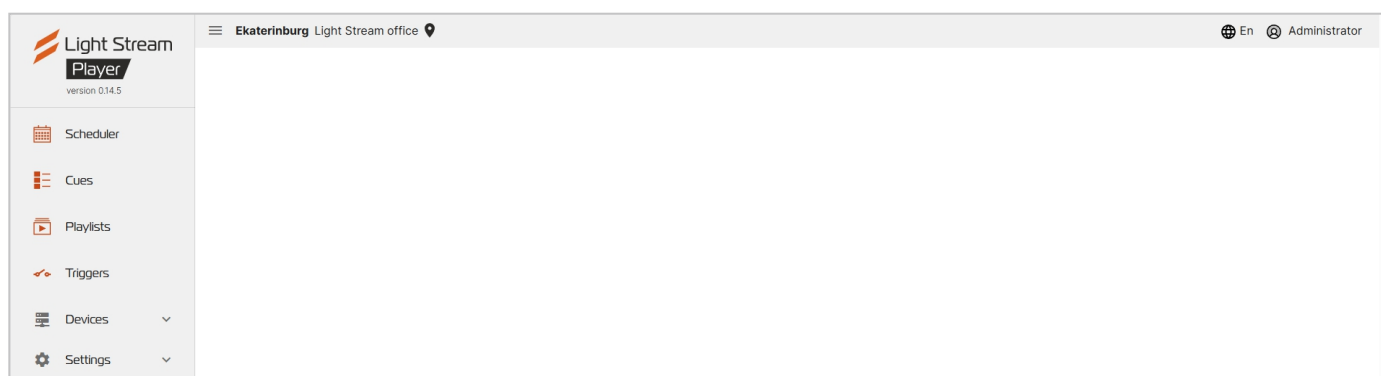 Light Stream
Player
version 0.14.5
Ekaterinburg Light Stream office
En Administrator
Scheduler
Cues
Playlists
Triggers
Devices
Settings